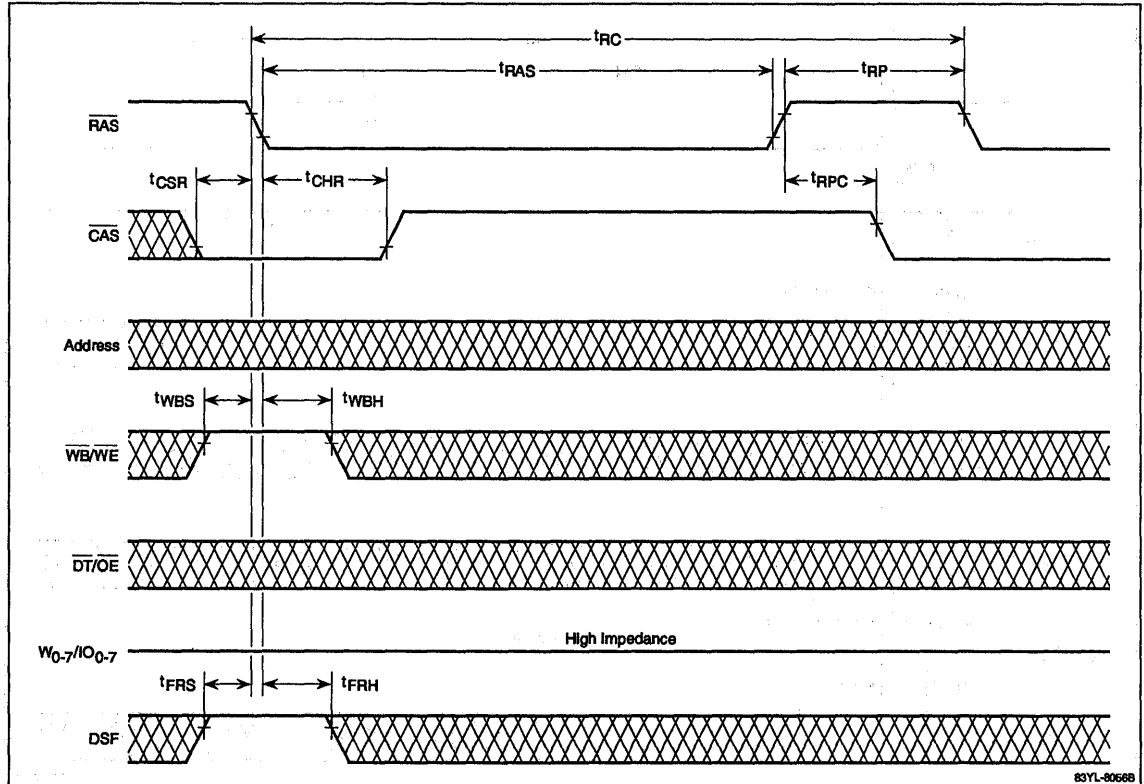 tRC
tRAS
tRP
RAS
tCSR
tCHR
tRPC
CAS
Address
tWBS
tWBH
WB/WE
DT/OE
High Impedance
W0-7/IO0-7
tFRS
tFRH
DSF
83YL-8056B